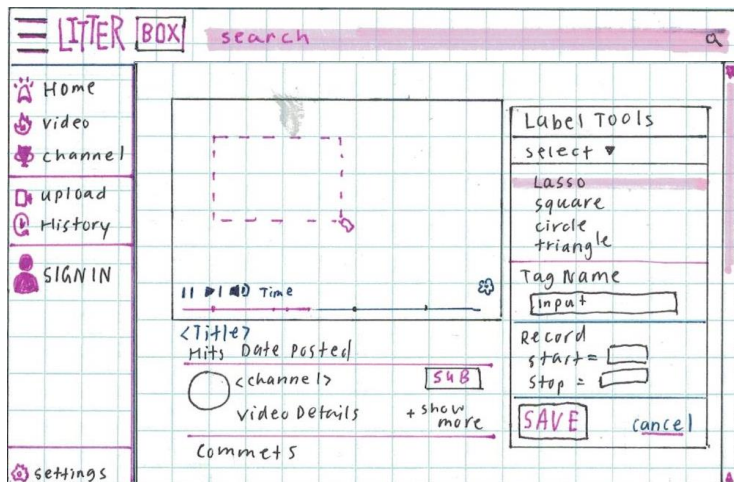 LITTER BOX
search
Home
video
channel
upload
History
SIGN IN
settings
Time
<Title>
Hits Date Posted
<channel>
SUB
video Details
+ show more
Commets
Label Tools
select ▼
Lasso
square
circle
triangle
Tag Name
Input
Record
start =
stop =
SAVE
cancel